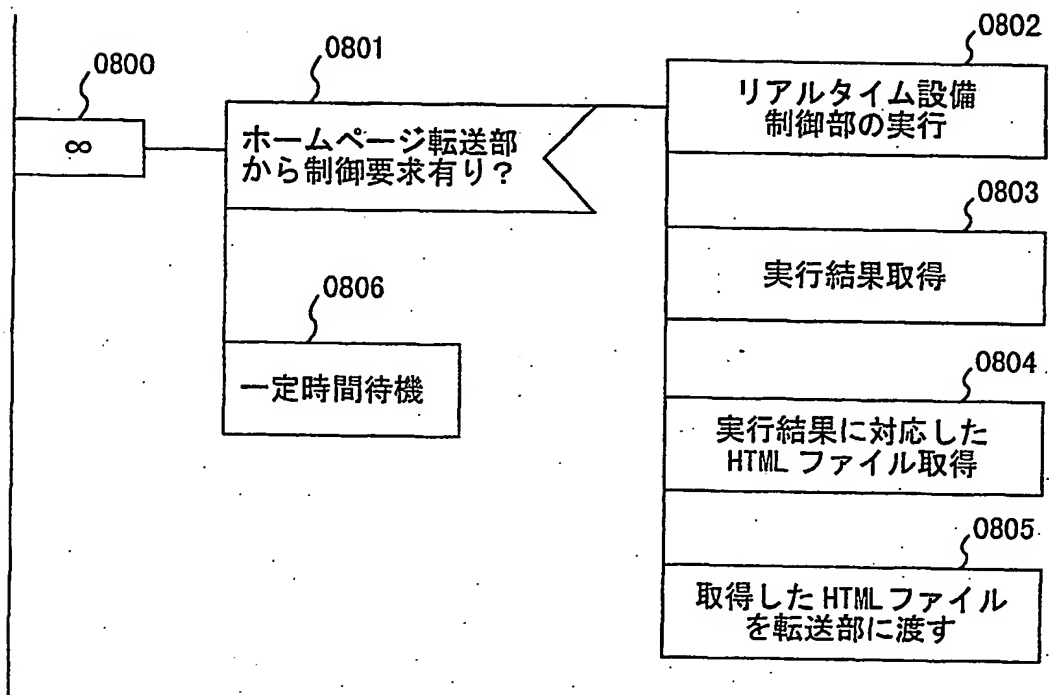 0800
∞
0801
ホームページ転送部
から制御要求有り？
0802
リアルタイム設備
制御部の実行
0803
実行結果取得
0804
実行結果に対応した
HTML ファイル取得
0805
取得した HTML ファイル
を転送部に渡す
0806
一定時間待機